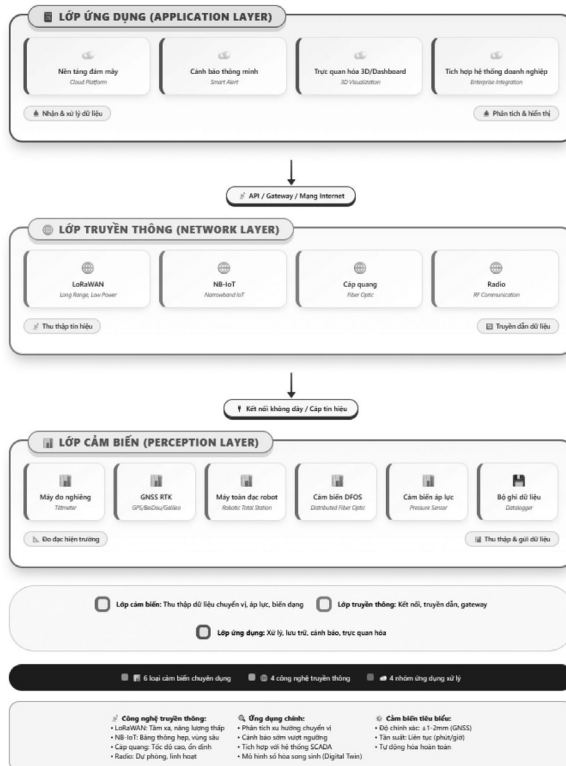 LỚP ỨNG DỤNG (APPLICATION LAYER)
Nền tảng đám mây
Cloud Platform
Cảnh báo thông minh
Smart Alert
Trực quan hóa 3D/Dashboard
3D Visualization
Tích hợp hệ thống doanh nghiệp
Enterprise Integration
Nhận & xử lý dữ liệu
Phân tích & hiển thị
API / Gateway / Mạng Internet
LỚP TRUYỀN THÔNG (NETWORK LAYER)
LoRaWAN
Long Range, Low Power
NB-IoT
Narrowband IoT
Cáp quang
Fiber Optic
Radio
RF Communication
Thu thập tín hiệu
Truyền dẫn dữ liệu
Kết nối không dây / Cáp tín hiệu
LỚP CẢM BIẾN (PERCEPTION LAYER)
Máy đo nghiêng
Tiltmeter
GNSS RTK
GPS/BeiDou/Galileo
Máy toàn đạc robot
Robotic Total Station
Cảm biến DFOS
Distributed Fiber Optic
Cảm biến áp lực
Pressure Sensor
Bộ ghi dữ liệu
Datalogger
Đo đạc hiện trường
Thu thập & gửi dữ liệu
Lớp cảm biến: Thu thập dữ liệu chuyển vị, áp lực, biến dạng
Lớp truyền thông: Kết nối, truyền dẫn, gateway
Lớp ứng dụng: Xử lý, lưu trữ, cảnh báo, trực quan hóa
6 loại cảm biến chuyên dụng
4 công nghệ truyền thông
4 nhóm ứng dụng xử lý
Công nghệ truyền thông:
• LoRaWAN: Tầm xa, năng lượng thấp
• NB-IoT: Băng thông hẹp, vùng sâu
• Cáp quang: Tốc độ cao, ổn định
• Radio: Dự phòng, linh hoạt
Ứng dụng chính:
• Phân tích xu hướng chuyển vị
• Cảnh báo sớm vượt ngưỡng
• Tích hợp với hệ thống SCADA
• Mô hình số hóa song sinh (Digital Twin)
Cảm biến tiêu biểu:
• Độ chính xác: ±1-2mm (GNSS)
• Tần suất: Liên tục (phút/giờ)
• Tự động hóa hoàn toàn